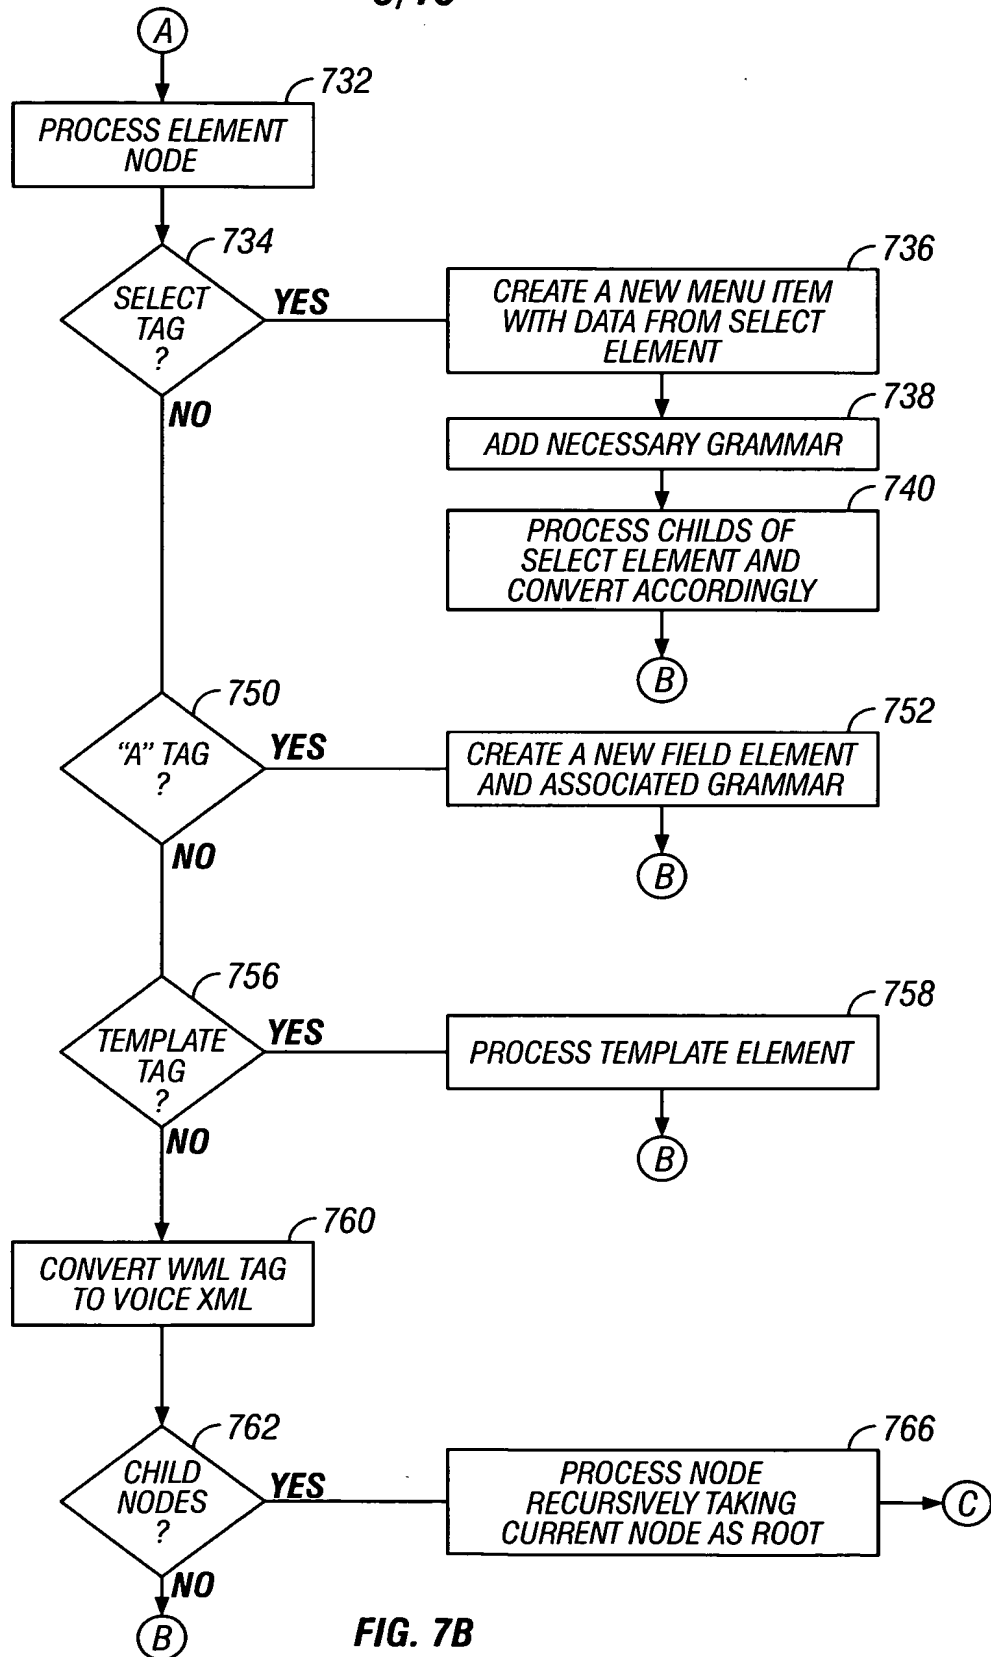 A
732
PROCESS ELEMENT
NODE
734
SELECT
TAG
?
YES
NO
736
CREATE A NEW MENU ITEM
WITH DATA FROM SELECT
ELEMENT
738
ADD NECESSARY GRAMMAR
740
PROCESS CHILDS OF
SELECT ELEMENT AND
CONVERT ACCORDINGLY
B
750
"A" TAG
?
YES
NO
752
CREATE A NEW FIELD ELEMENT
AND ASSOCIATED GRAMMAR
B
756
TEMPLATE
TAG
?
YES
NO
758
PROCESS TEMPLATE ELEMENT
B
760
CONVERT WML TAG
TO VOICE XML
762
CHILD
NODES
?
YES
NO
766
PROCESS NODE
RECURSIVELY TAKING
CURRENT NODE AS ROOT
C
B
FIG. 7B